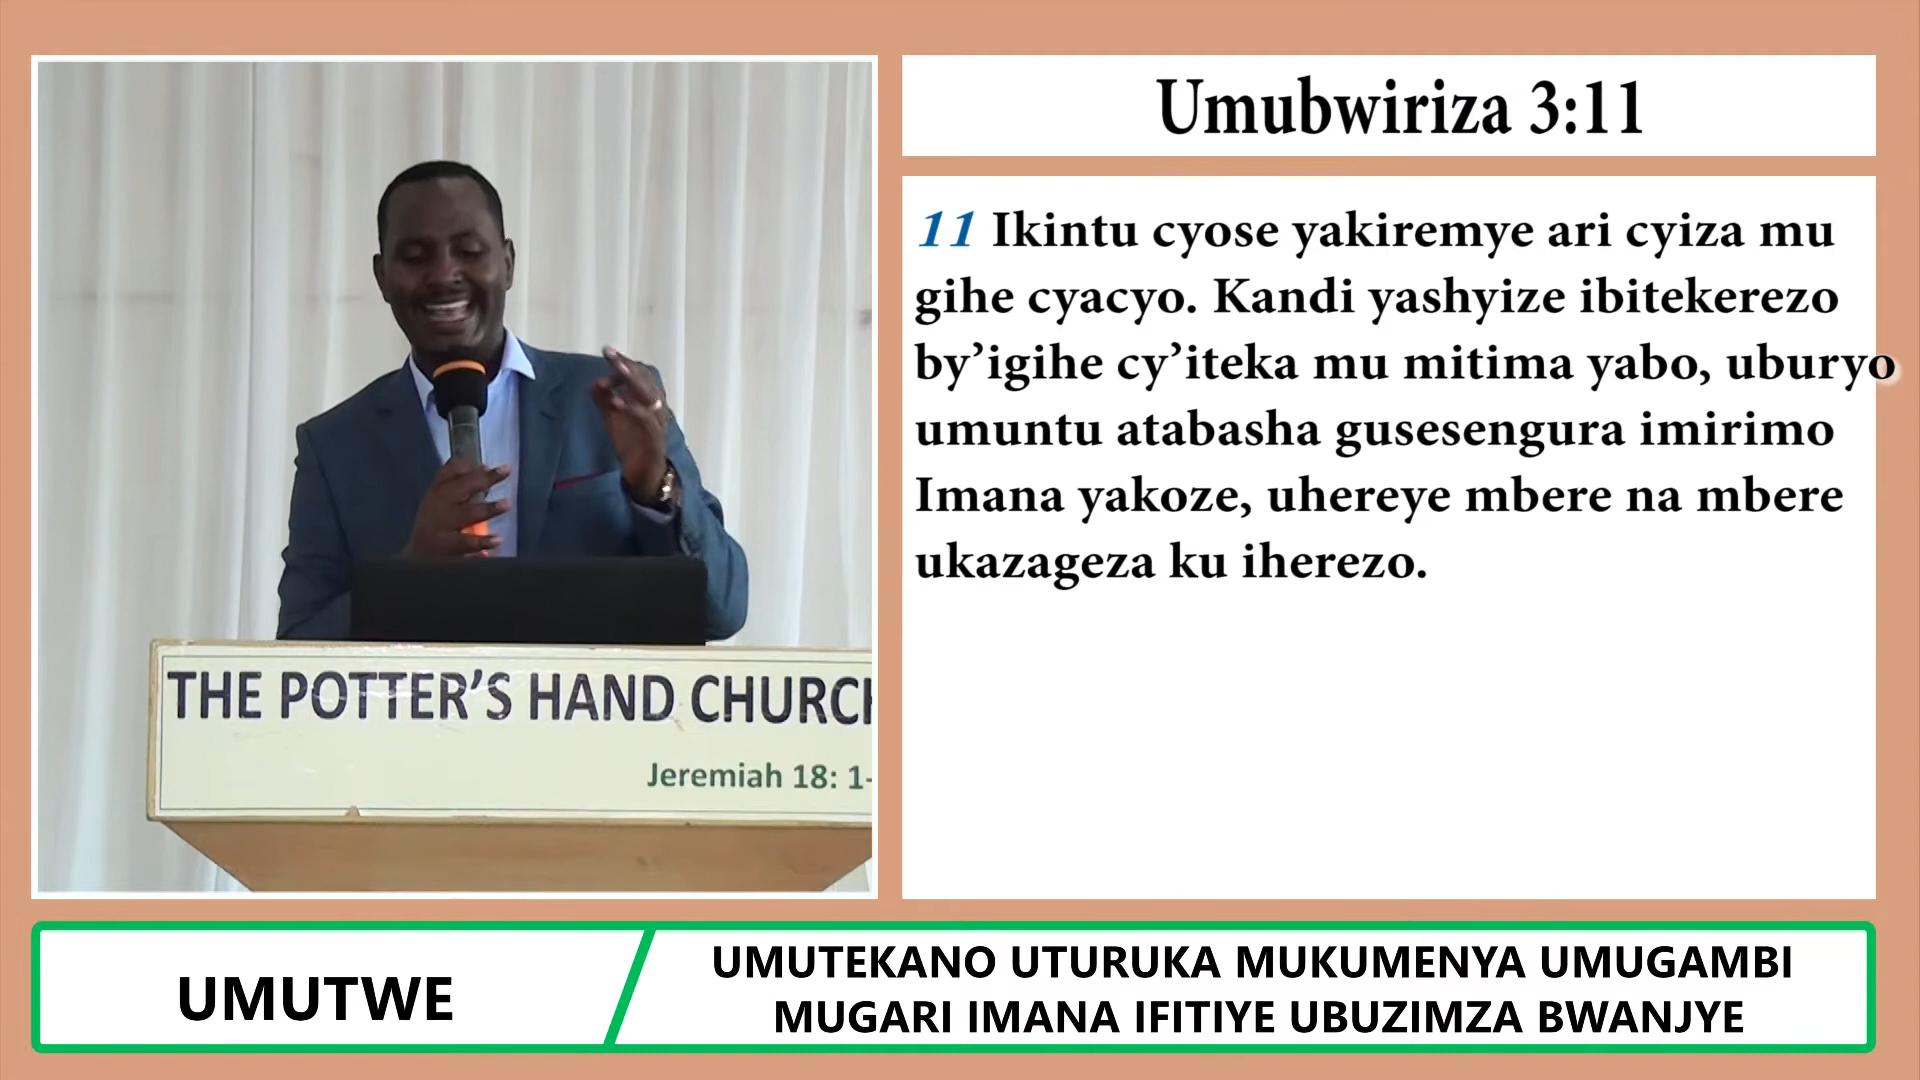 Umubwiriza 3:11
11 Ikintu cyose yakiremye ari cyiza mu
gihe cyacyo. Kandi yashyize ibitekerezo
by’igihe cy’iteka mu mitima yabo, uburyo
umuntu atabasha gusesengura imirimo
Imana yakoze, uhereye mbere na mbere
ukazageza ku iherezo.
THE POTTER’S HAND CHURCH
Jeremiah 18: 1-
UMUTWE
UMUTEKANO UTURUKA MUKUMENYA UMUGAMBI
MUGARI IMANA IFITIYE UBUZIMZA BWANJYE